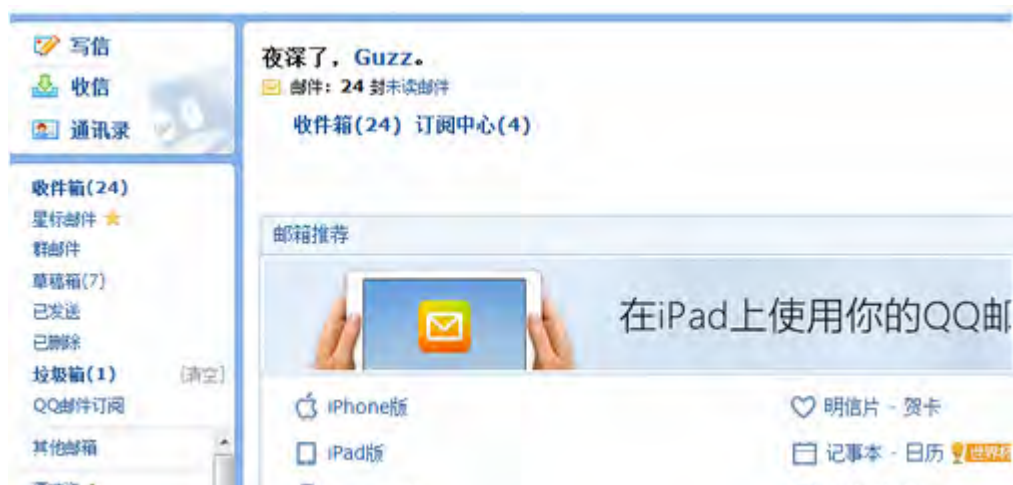 写信
收信
通讯录
收件箱(24)
星标邮件
群邮件
草稿箱(7)
已发送
已删除
垃圾箱(1) [清空]
QQ邮件订阅
其他邮箱
夜深了，Guzz。
邮件：24 封未读邮件
收件箱(24) 订阅中心(4)
邮箱推荐
在iPad上使用你的QQ邮
iPhone版
明信片 - 贺卡
iPad版
记事本 - 日历 世界杯